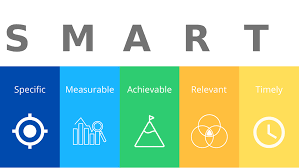 S M A R T
Specific Measurable Achievable Relevant Timely